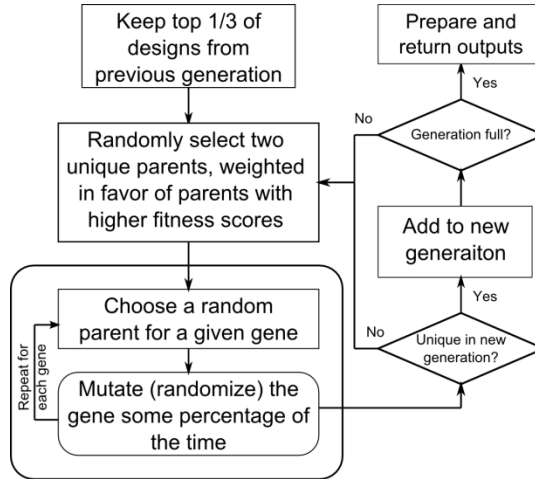 Keep top 1/3 of
designs from
previous generation
Randomly select two
unique parents, weighted
in favor of parents with
higher fitness scores
Choose a random
parent for a given gene
Repeat for
each gene
Mutate (randomize) the
gene some percentage of
the time
Unique in new
generation?
No
Yes
Add to new
generaiton
Generation full?
No
Yes
Prepare and
return outputs